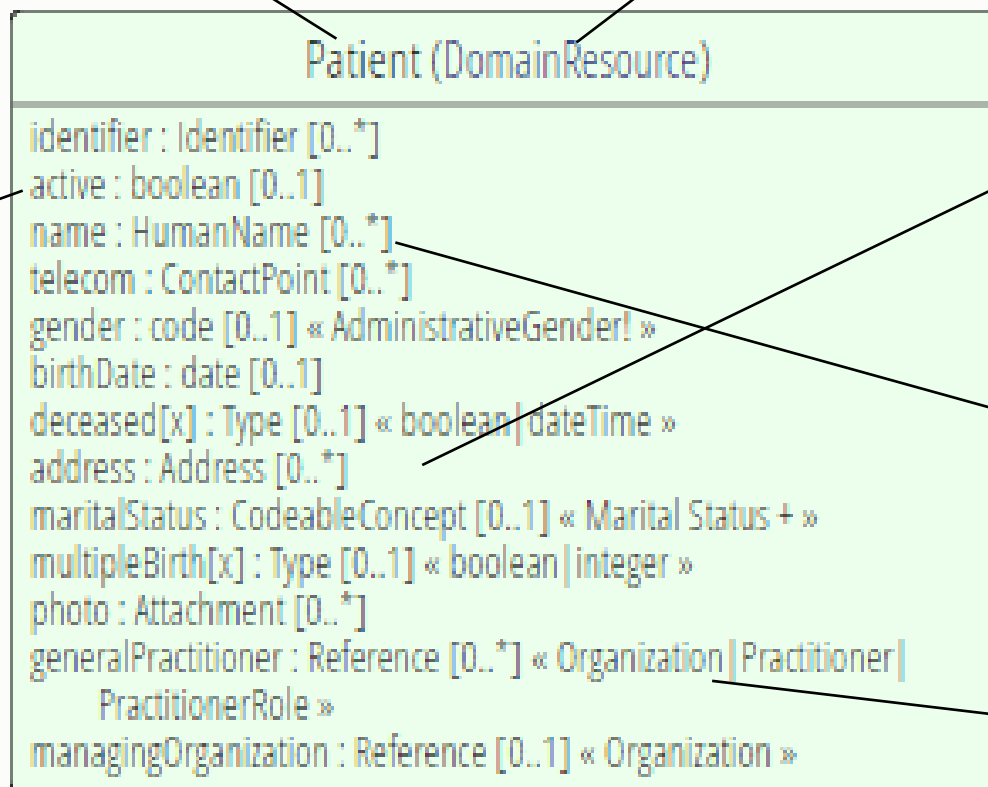 Patient (DomainResource)
identifier : Identifier [0..*]
active : boolean [0..1]
name : HumanName [0..*]
telecom : ContactPoint [0..*]
gender : code [0..1] « AdministrativeGender! »
birthDate : date [0..1]
deceased[x] : Type [0..1] « boolean|dateTime »
address : Address [0..*]
maritalStatus : CodeableConcept [0..1] « Marital Status + »
multipleBirth[x] : Type [0..1] « boolean|integer »
photo : Attachment [0..*]
generalPractitioner : Reference [0..*] « Organization|Practitioner|
PractitionerRole »
managingOrganization : Reference [0..1] « Organization »